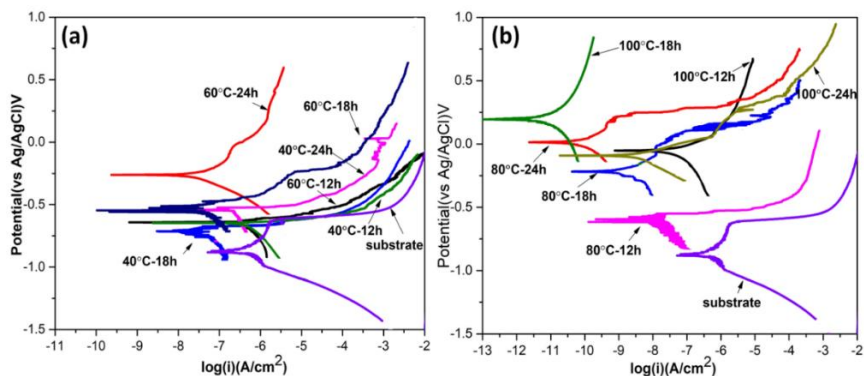 (a)
60°C-24h
60°C-18h
40°C-24h
60°C-12h
40°C-12h
substrate
40°C-18h
1.0
0.5
0.0
-0.5
-1.0
-1.5
Potential(vs Ag/AgCl)V
-11 -10 -9 -8 -7 -6 -5 -4 -3 -2
log(i)(A/cm²)
(b)
100°C-18h
100°C-12h
100°C-24h
80°C-24h
80°C-18h
80°C-12h
substrate
1.0
0.5
0.0
-0.5
-1.0
-1.5
Potential(vs Ag/AgCl)V
-13 -12 -11 -10 -9 -8 -7 -6 -5 -4 -3 -2
log(i)(A/cm²)